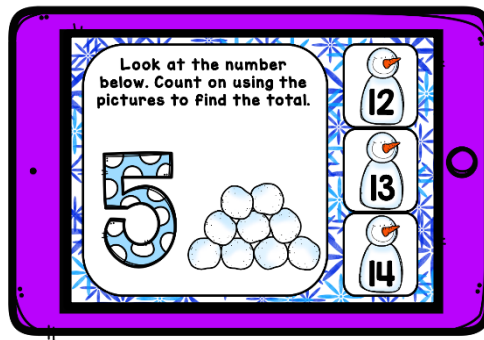 Look at the number
below. Count on using the
pictures to find the total.
5
12
13
14